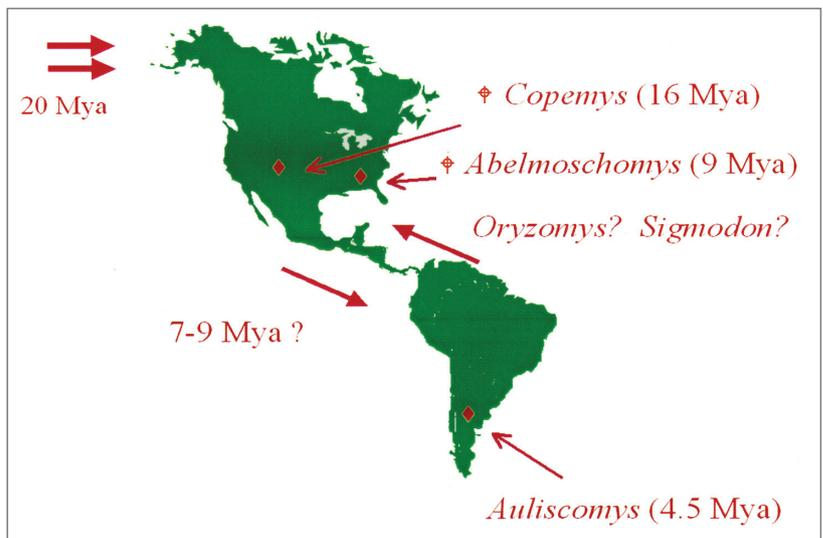 20 Mya
⌖ Copemys (16 Mya)
⌖ Abelmoschomys (9 Mya)
Oryzomys? Sigmodon?
7-9 Mya ?
Auliscomys (4.5 Mya)